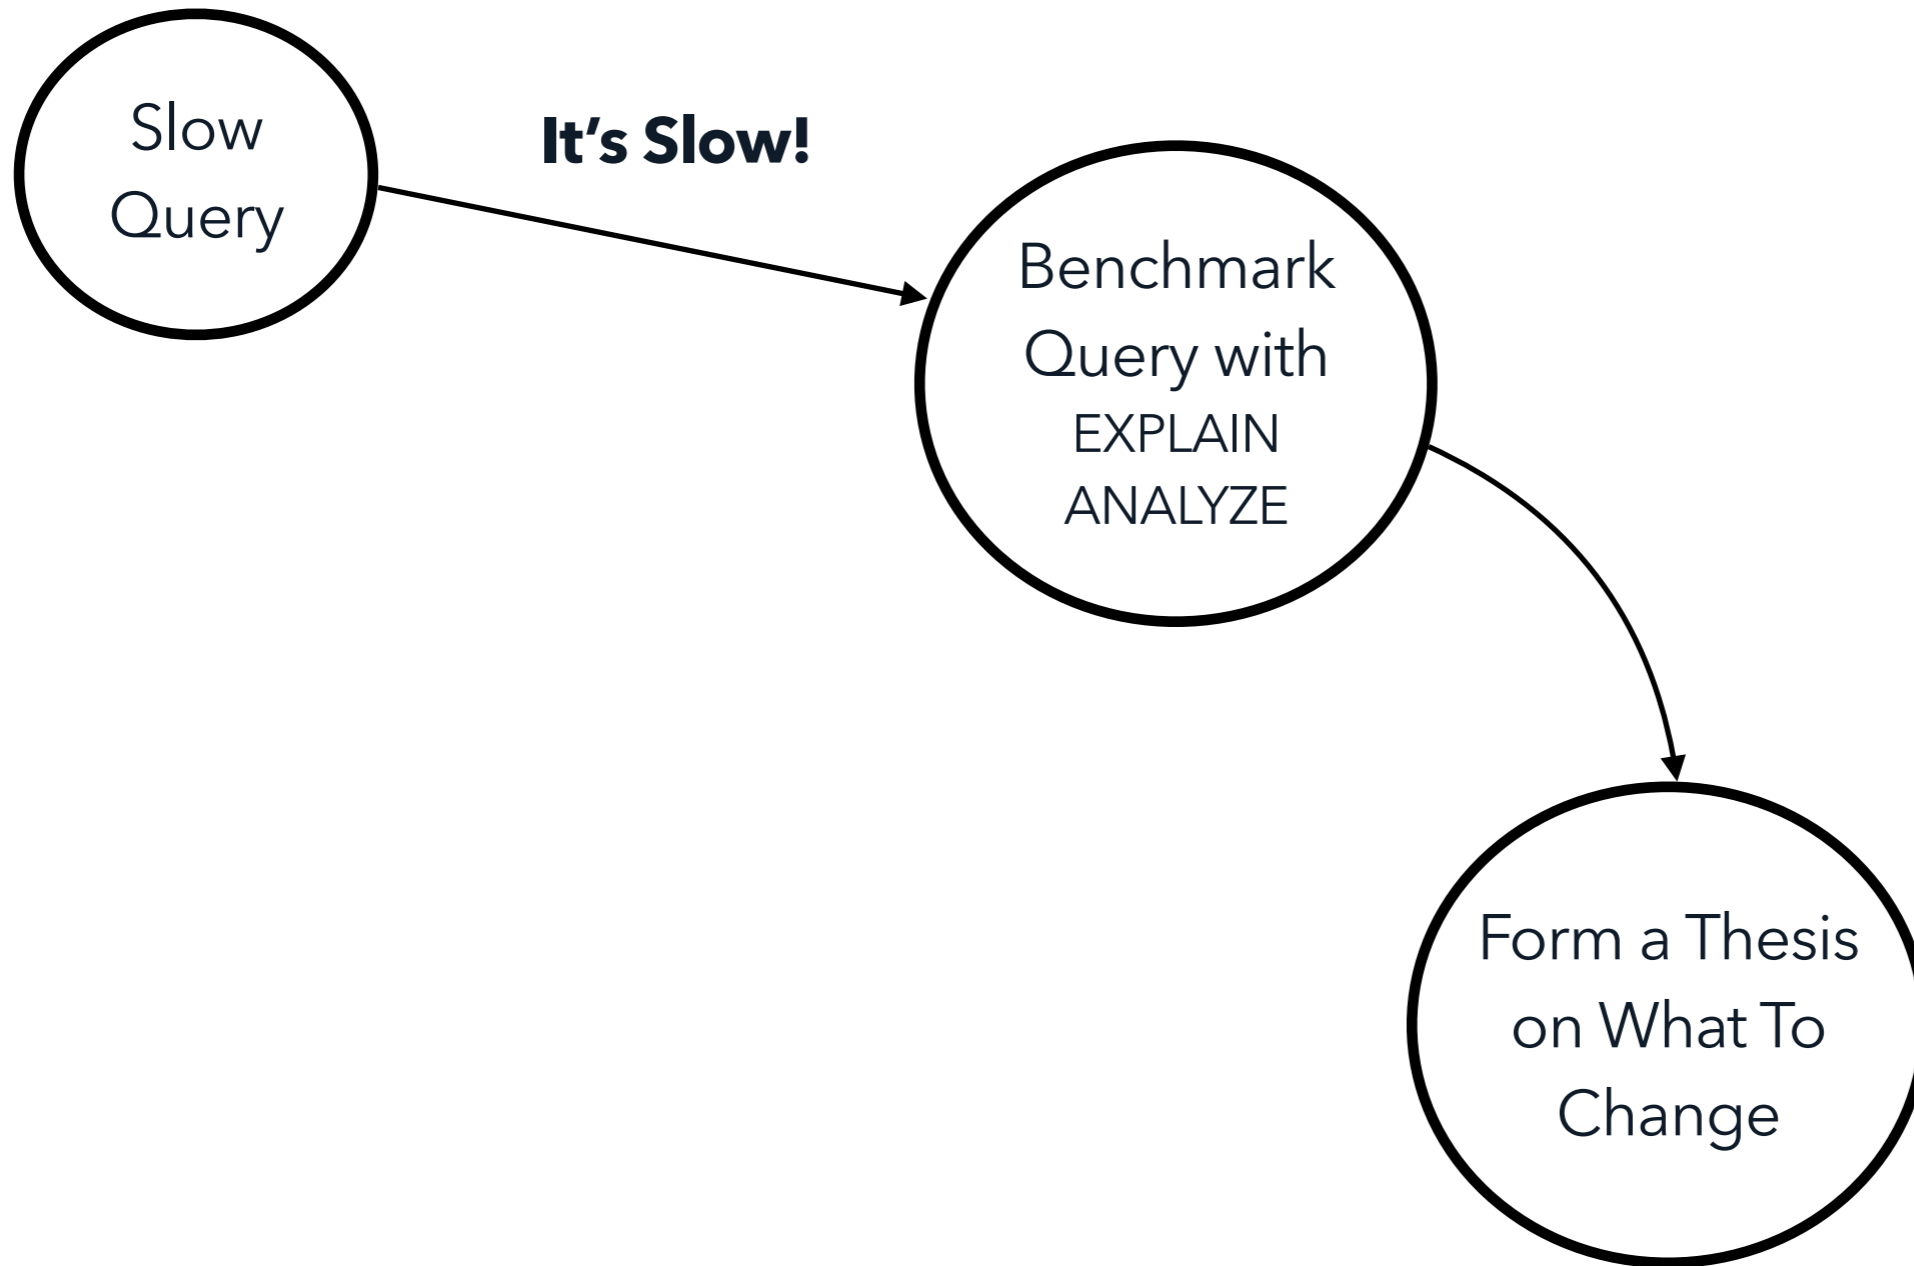 Slow
Query
It’s Slow!
Benchmark
Query with
EXPLAIN
ANALYZE
Form a Thesis
on What To
Change